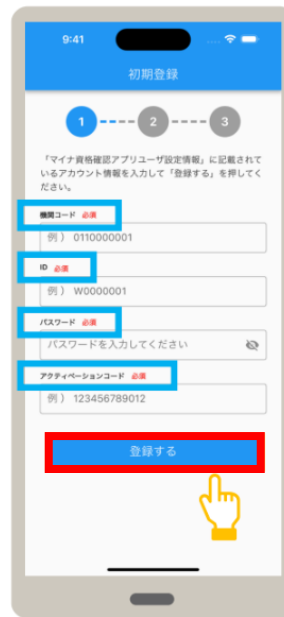 9:41
初期登録
1 2 3
「マイナ資格確認アプリユーザ設定情報」に記載されて
いるアカウント情報を入力して「登録する」を押してく
ださい。
機関コード 必須
例） 0110000001
ID 必須
例） W0000001
パスワード 必須
パスワードを入力してください
アクティベーションコード 必須
例） 123456789012
登録する